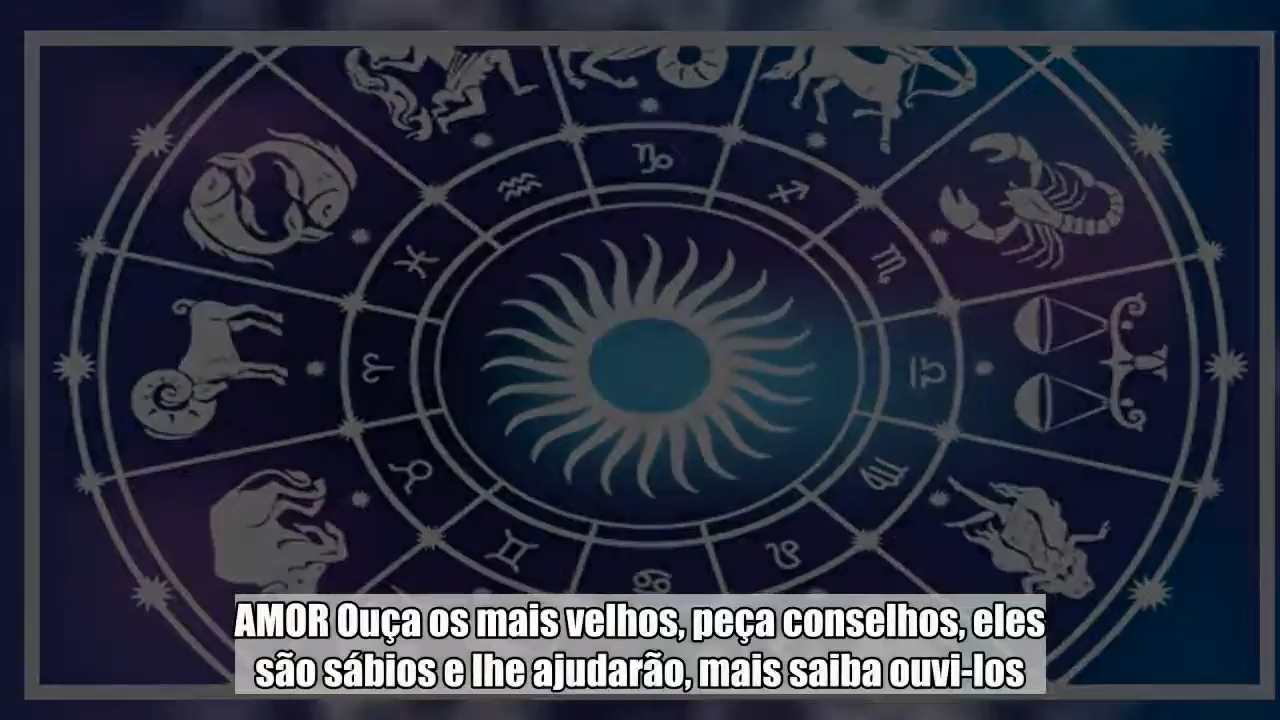 AMOR Ouça os mais velhos, peça conselhos, eles
são sábios e lhe ajudarão, mais saiba ouvi-los